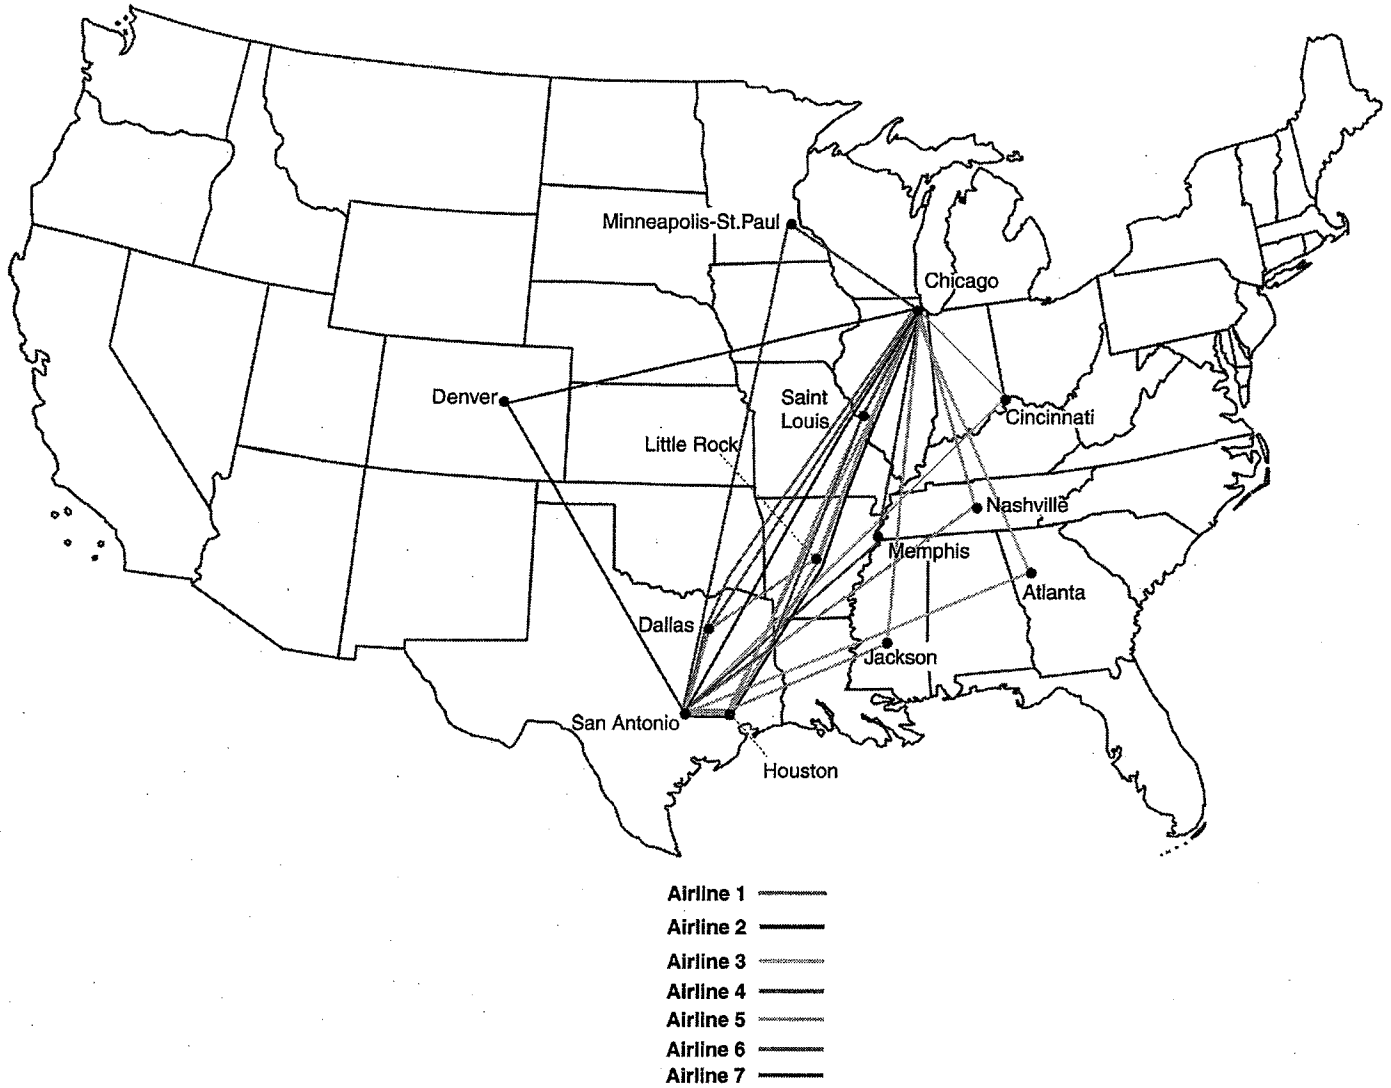 Minneapolis-St.Paul
Chicago
Denver
Saint
Louis
Cincinnati
Little Rock
Nashville
Memphis
Atlanta
Dallas
Jackson
San Antonio
Houston
Airline 1
Airline 2
Airline 3
Airline 4
Airline 5
Airline 6
Airline 7